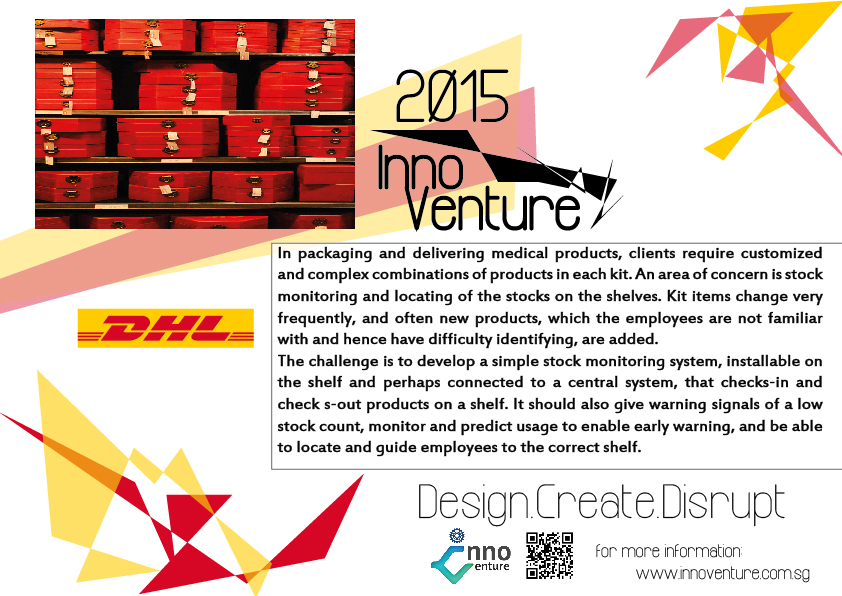 2015
Inno
Venture
In packaging and delivering medical products, clients require customized
and complex combinations of products in each kit. An area of concern is stock
monitoring and locating of the stocks on the shelves. Kit items change very
frequently, and often new products, which the employees are not familiar
with and hence have difficulty identifying, are added.
DHL
The challenge is to develop a simple stock monitoring system, installable on
the shelf and perhaps connected to a central system, that checks-in and
check s-out products on a shelf. It should also give warning signals of a low
stock count, monitor and predict usage to enable early warning, and be able
to locate and guide employees to the correct shelf.
Design.Create.Disrupt
nno
enture
for more information:
www.innoventure.com.sg